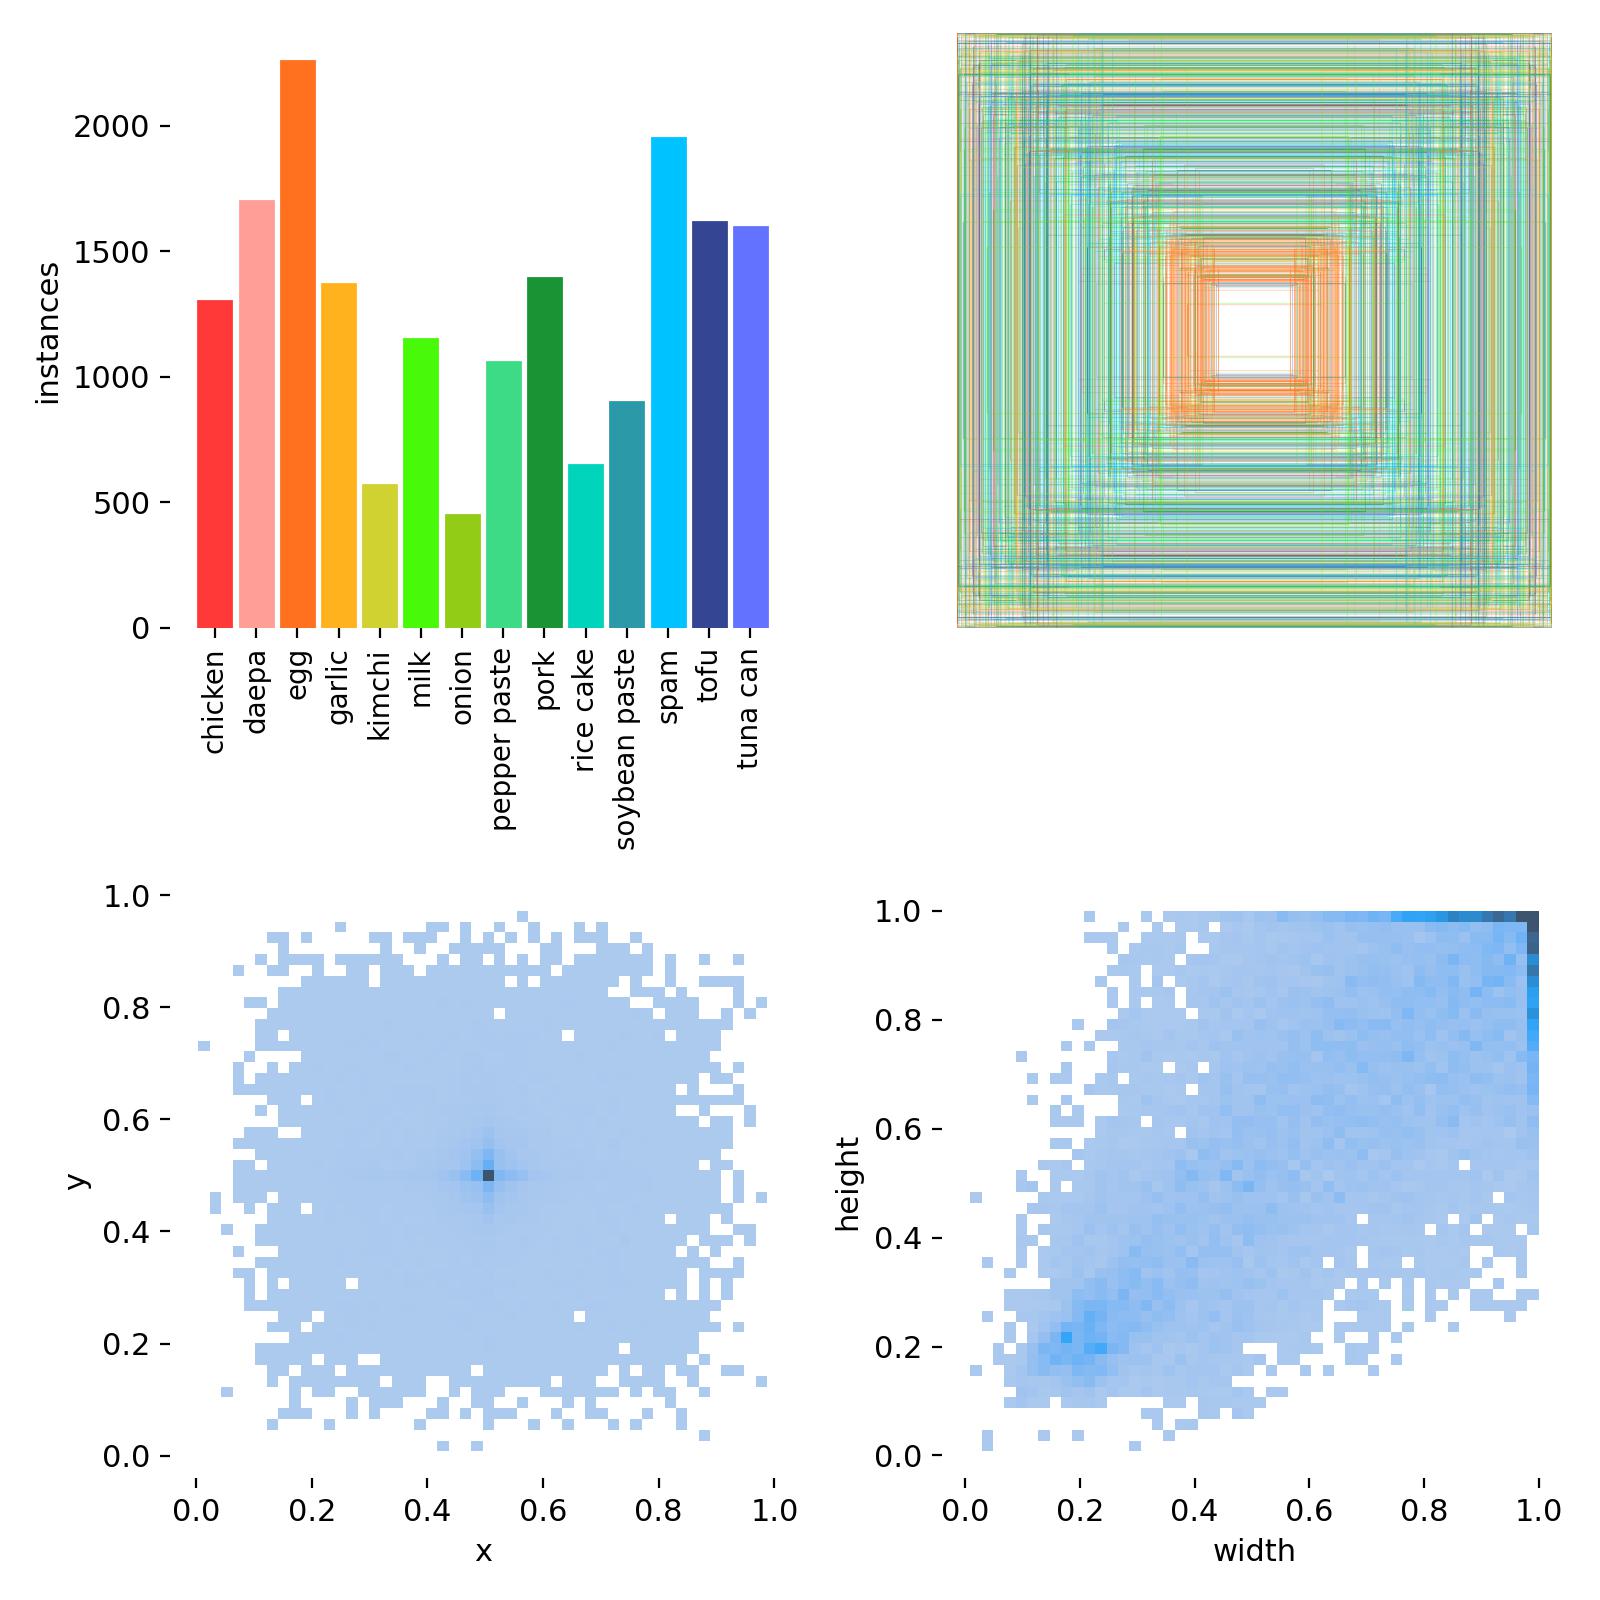 instances
2000
1500
1000
500
0
chicken
daepa
egg
garlic
kimchi
milk
onion
pepper paste
pork
rice cake
soybean paste
spam
tofu
tuna can
y
1.0
0.8
0.6
0.4
0.2
0.0
0.0 0.2 0.4 0.6 0.8 1.0
x
height
1.0
0.8
0.6
0.4
0.2
0.0
0.0 0.2 0.4 0.6 0.8 1.0
width